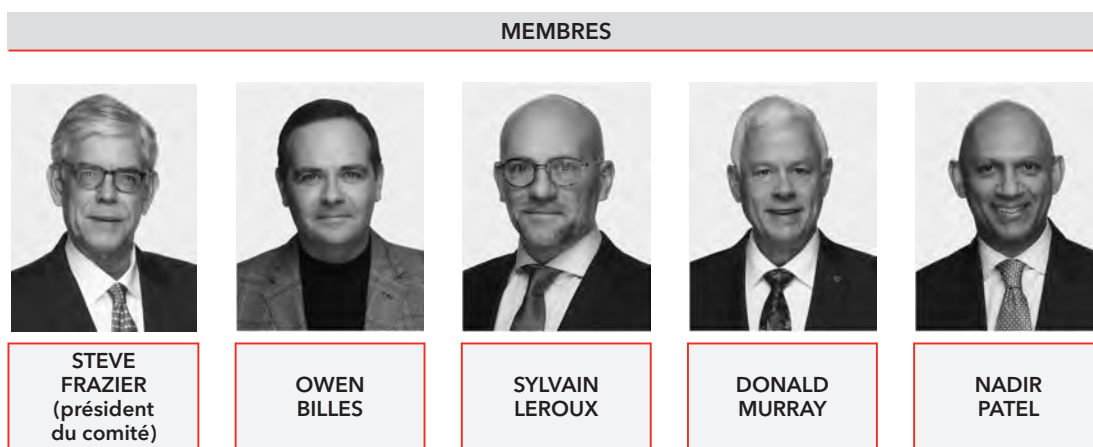 MEMBRES
STEVE
FRAZIER
(président
du comité)
OWEN
BILLES
SYLVAIN
LEROUX
DONALD
MURRAY
NADIR
PATEL